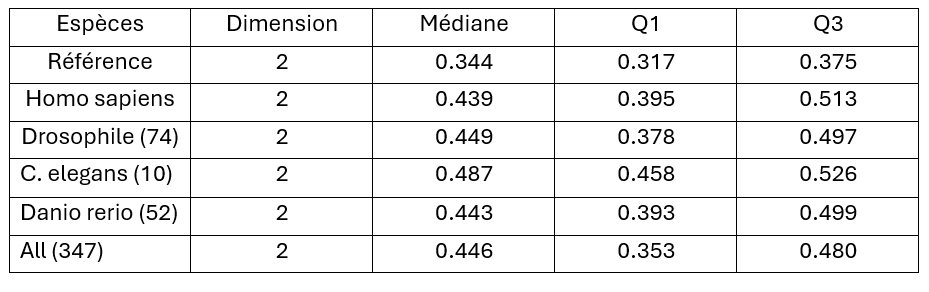 Espèces Dimension Médiane Q1 Q3
Référence 2 0.344 0.317 0.375
Homo sapiens 2 0.439 0.395 0.513
Drosophile (74) 2 0.449 0.378 0.497
C. elegans (10) 2 0.487 0.458 0.526
Danio rerio (52) 2 0.443 0.393 0.499
All (347) 2 0.446 0.353 0.480